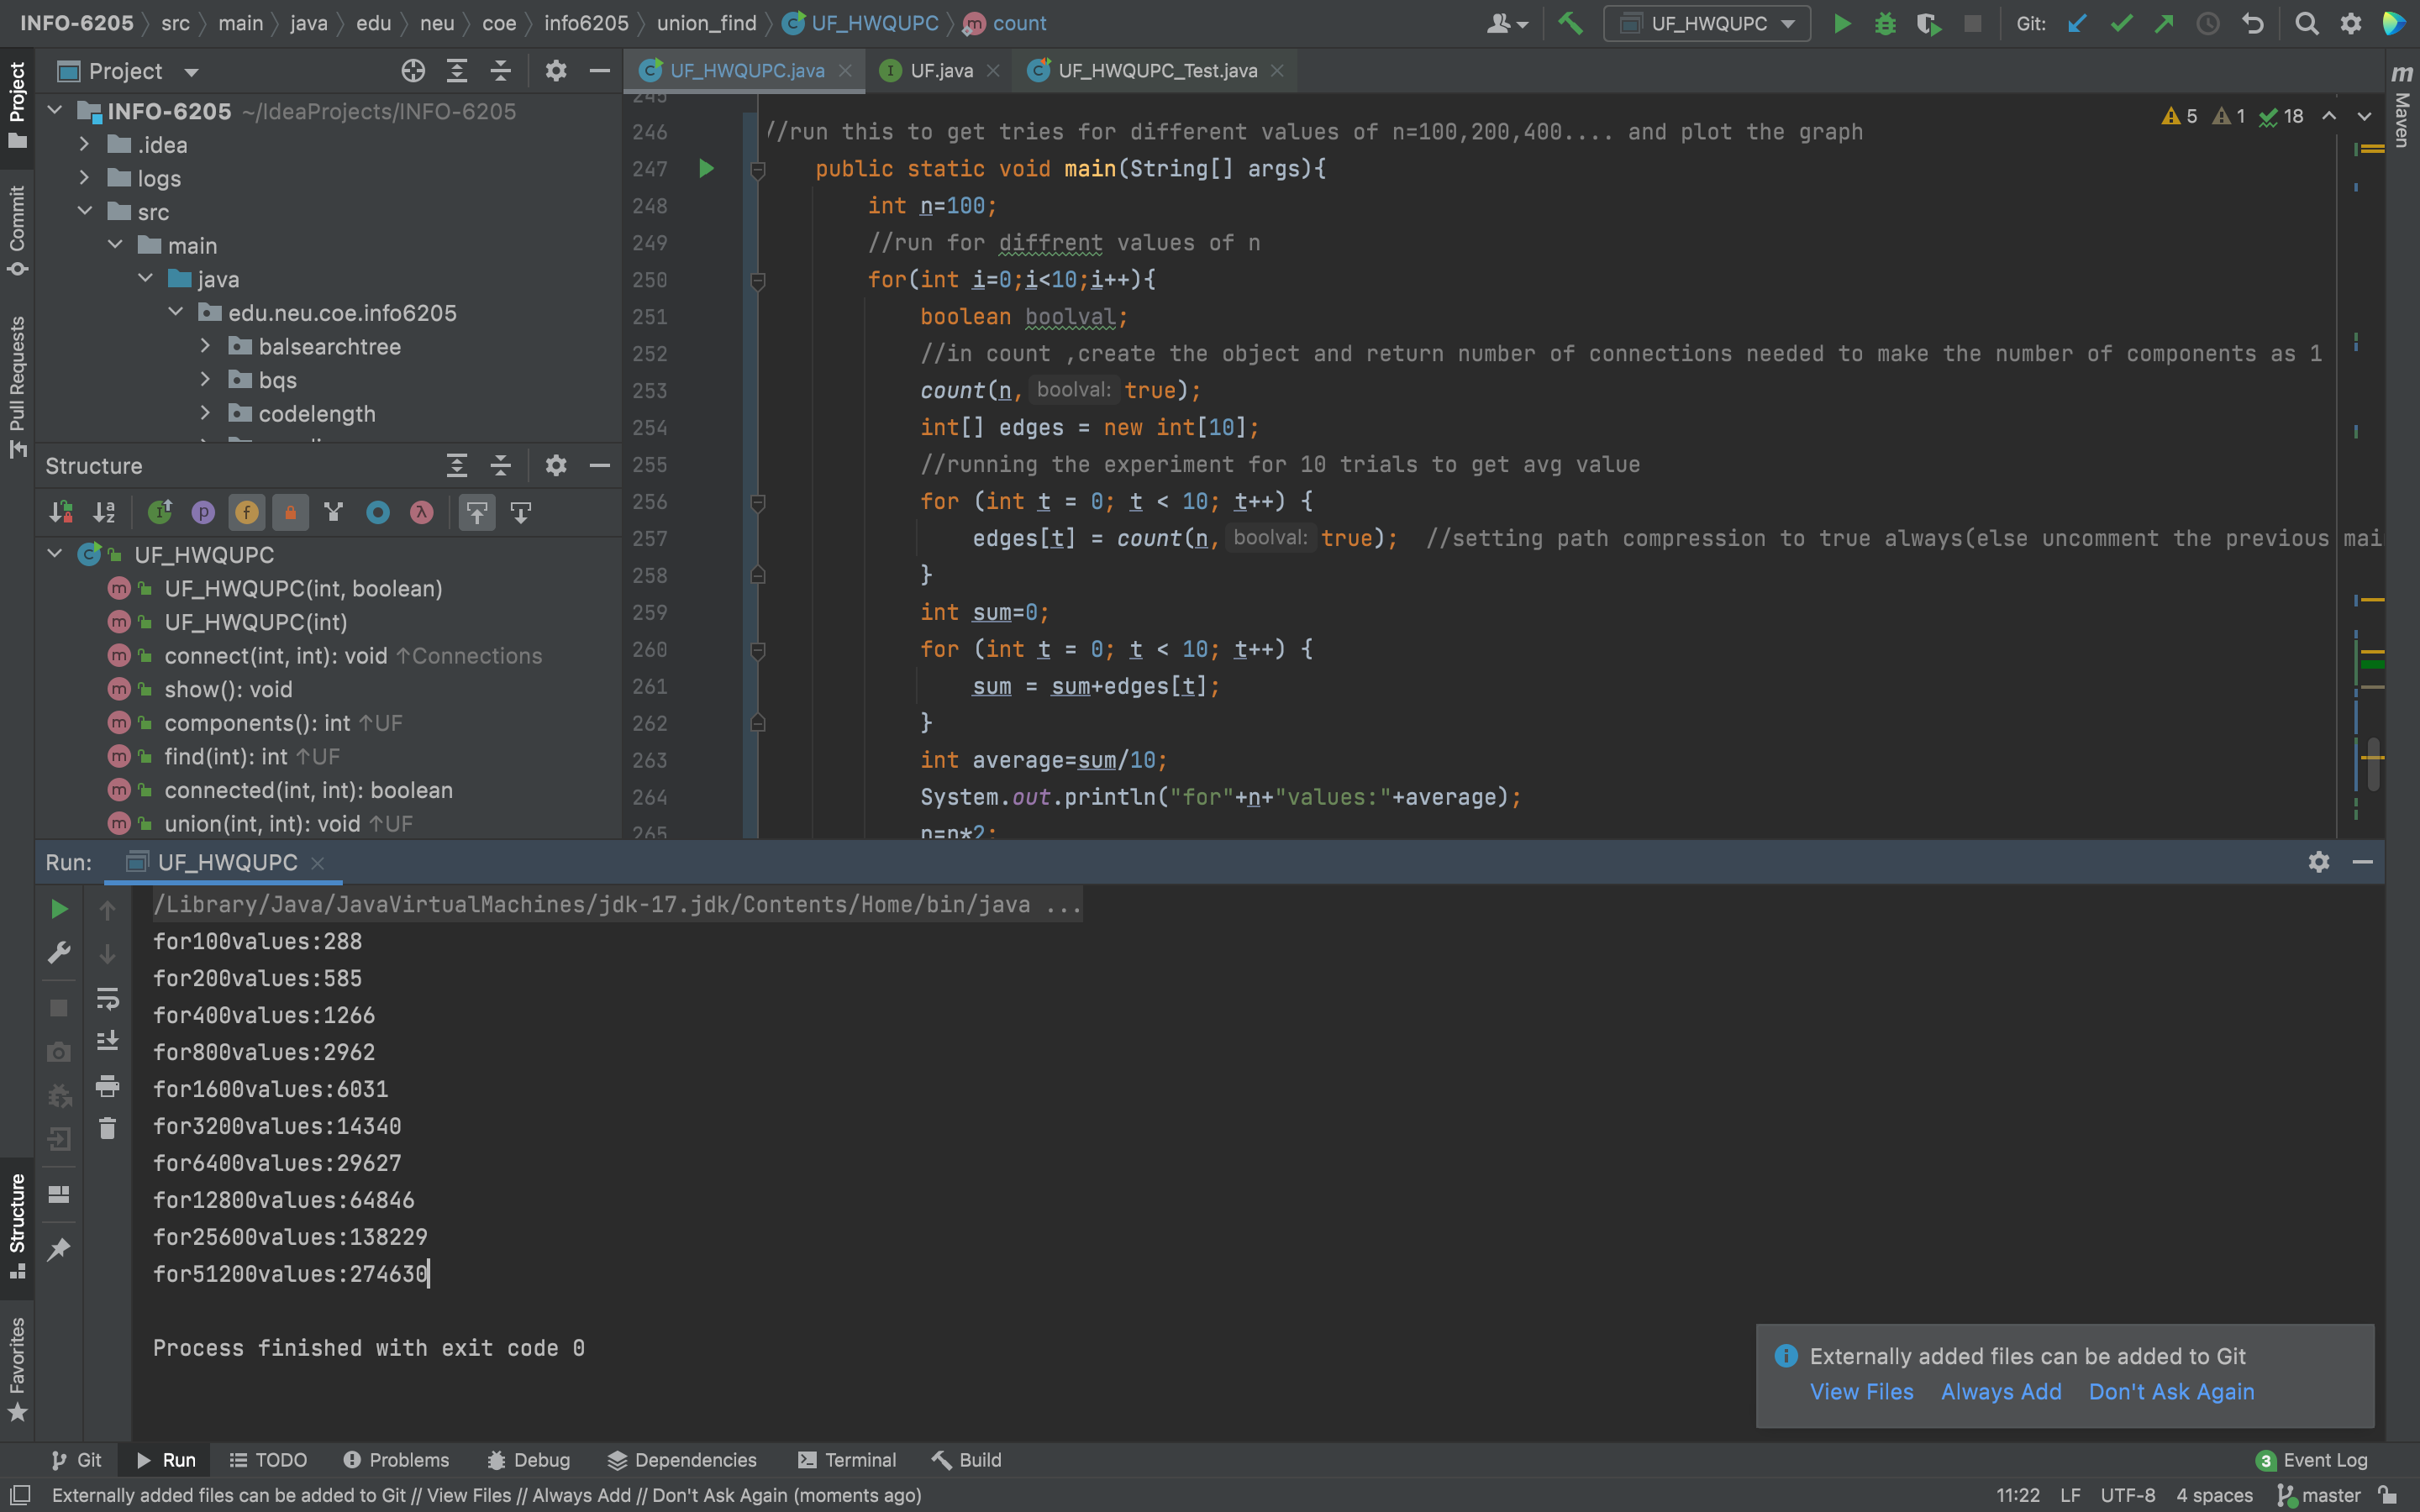 INFO-6205 src main java edu neu coe info6205 union_find UF_HWQUPC count
UF_HWQUPC
Git:
Project
UF_HWQUPC.java
UF.java
UF_HWQUPC_Test.java
Project
Commit
Pull Requests
Structure
Favorites
m
Maven
INFO-6205 ~/IdeaProjects/INFO-6205
.idea
logs
src
main
java
edu.neu.coe.info6205
balsearchtree
bqs
codelength
Structure
UF_HWQUPC
UF_HWQUPC(int, boolean)
UF_HWQUPC(int)
connect(int, int): void ↑Connections
show(): void
components(): int ↑UF
find(int): int ↑UF
connected(int, int): boolean
union(int, int): void ↑UF
5 1 18
245
246 //run this to get tries for different values of n=100,200,400.... and plot the graph
247 public static void main(String[] args){
248 int n=100;
249 //run for diffrent values of n
250 for(int i=0;i<10;i++){
251 boolean boolval;
252 //in count ,create the object and return number of connections needed to make the number of components as 1
253 count(n, boolval: true);
254 int[] edges = new int[10];
255 //running the experiment for 10 trials to get avg value
256 for (int t = 0; t < 10; t++) {
257 edges[t] = count(n, boolval: true); //setting path compression to true always(else uncomment the previous mai
258 }
259 int sum=0;
260 for (int t = 0; t < 10; t++) {
261 sum = sum+edges[t];
262 }
263 int average=sum/10;
264 System.out.println("for"+n+"values:"+average);
265 n=n*2;
Run: UF_HWQUPC
/Library/Java/JavaVirtualMachines/jdk-17.jdk/Contents/Home/bin/java ...
for100values:288
for200values:585
for400values:1266
for800values:2962
for1600values:6031
for3200values:14340
for6400values:29627
for12800values:64846
for25600values:138229
for51200values:274630
Process finished with exit code 0
Externally added files can be added to Git
View Files Always Add Don't Ask Again
Git Run TODO Problems Debug Dependencies Terminal Build 3 Event Log
Externally added files can be added to Git // View Files // Always Add // Don't Ask Again (moments ago) 11:22 LF UTF-8 4 spaces master